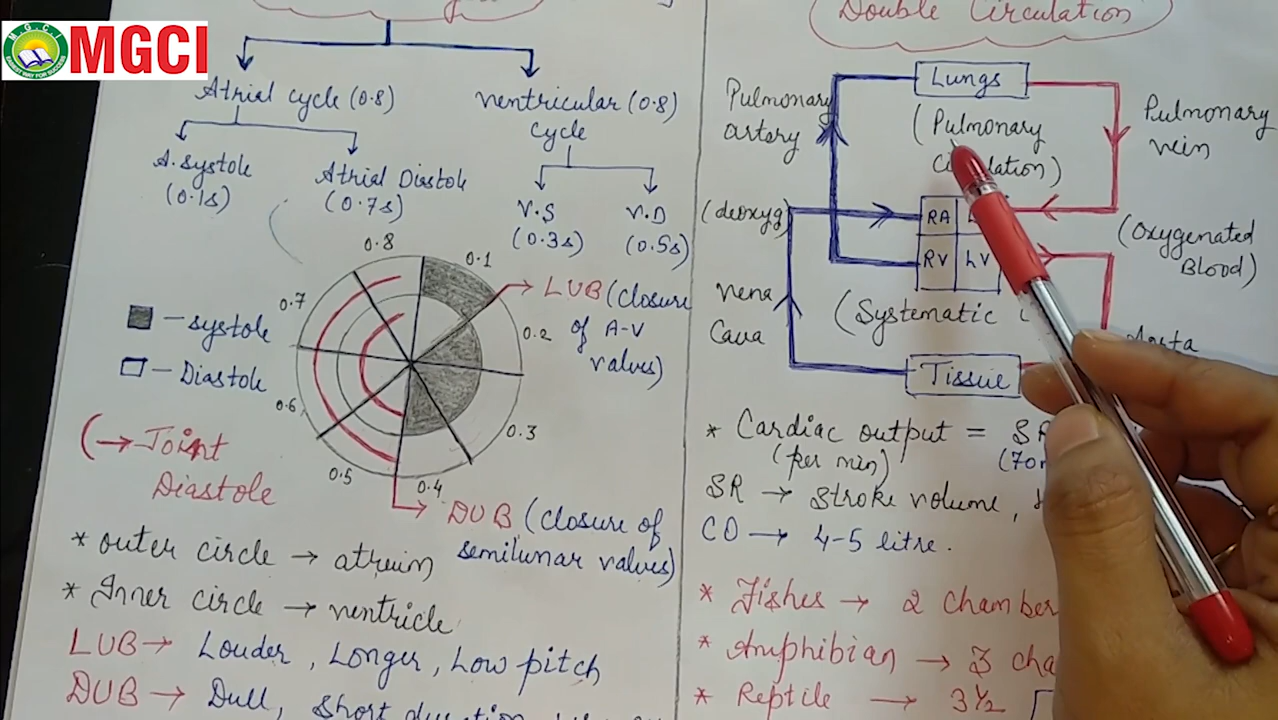 M.G.C.I
MGCI
Atrial cycle (0.8)
ventricular (0.8)
cycle
A. systole
(0.1s)
Atrial Diastole
(0.7s)
V.S
(0.3s)
V.D
(0.5s)
0.8
0.1
0.7
0.2
0.6
0.3
0.5
0.4
LUB (closure
of A-V
valves)
- systole
- Diastole
(→ Joint
Diastole
DUB (closure of
semilunar valves)
* outer circle → atreium
* Inner circle → ventricle
LUB → Louder, Longer, Low pitch
DUB → Dull, short duration,
Double Circulation
Lungs
Pulmonary
artery
(Pulmonary
Pulmonary
vein
(deoxyg)
RA
RV
LV
(Oxygenated
Blood)
vena
Cava
(Systematic
Tissue
* Cardiac output =
(per min)
SR → stroke volume,
CO → 4-5 litre.
* Fishes → 2 chamber
* Amphibian → 3
* Reptile → 3 1/2